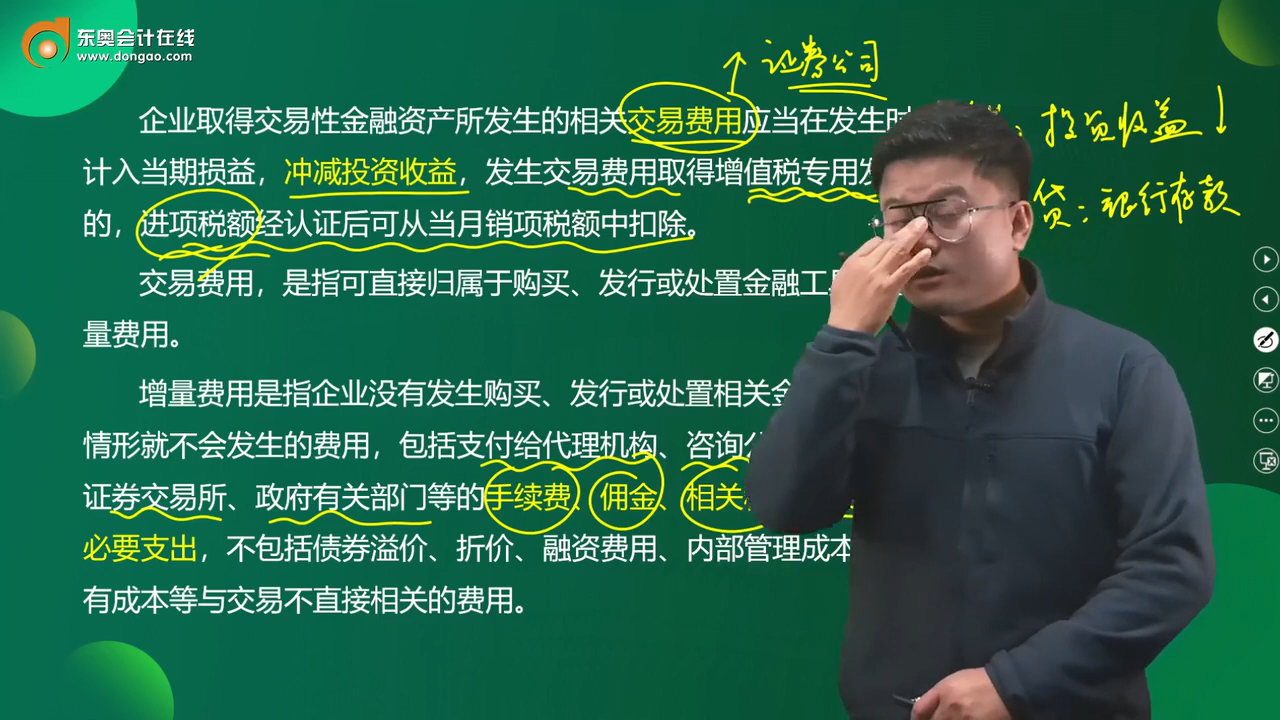 东奥会计在线
www.dongao.com
证券公司
企业取得交易性金融资产所发生的相关交易费用应当在发生时
投资收益
计入当期损益，冲减投资收益，发生交易费用取得增值税专用
贷：银行存款
的，进项税额经认证后可从当月销项税额中扣除。
交易费用，是指可直接归属于购买、发行或处置金融工
量费用。
增量费用是指企业没有发生购买、发行或处置相关金
情形就不会发生的费用，包括支付给代理机构、咨询
证券交易所、政府有关部门等的手续费、佣金、相关
必要支出，不包括债券溢价、折价、融资费用、内部管理成本
有成本等与交易不直接相关的费用。